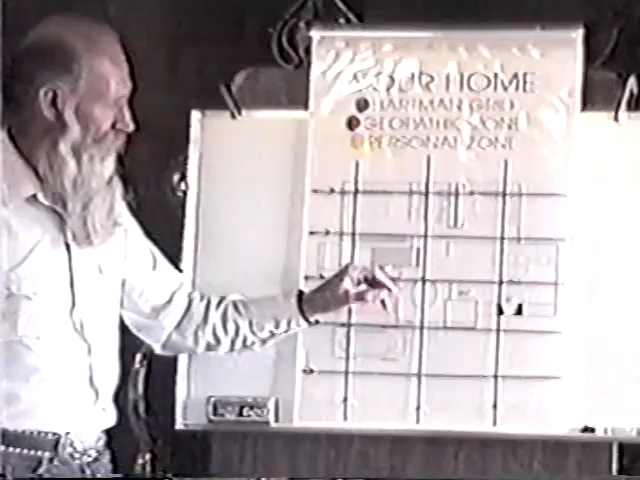 YOUR HOME
HARTMAN GRID
GEOPATHIC ZONE
PERSONAL ZONE